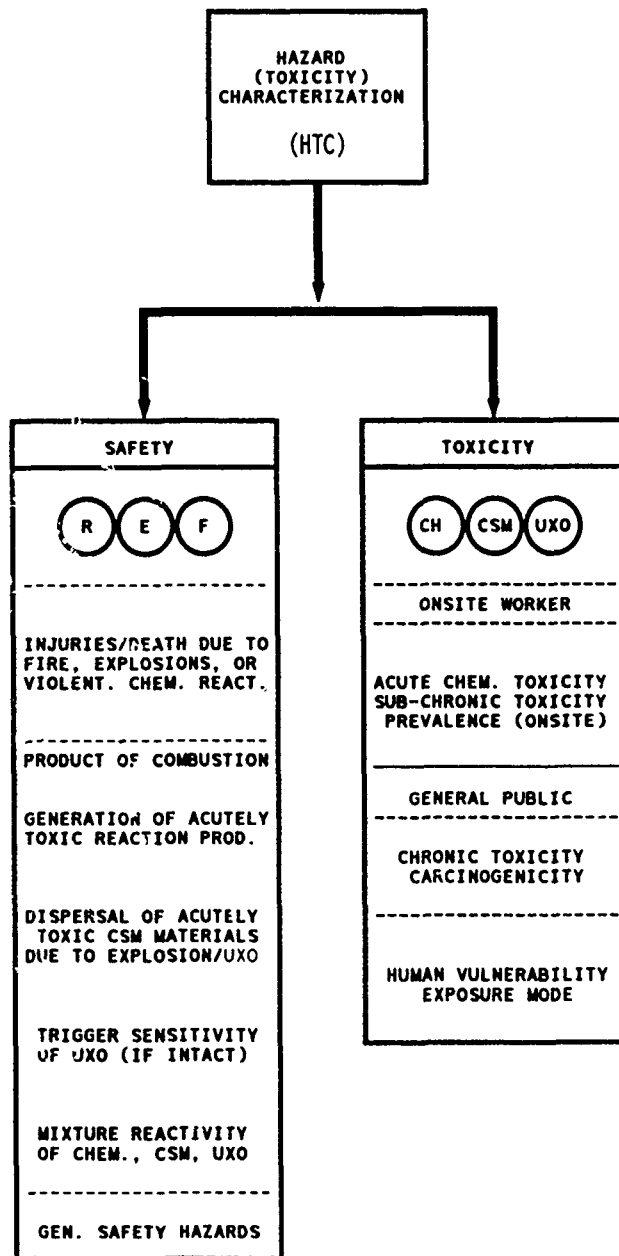 HAZARD
(TOXICITY)
CHARACTERIZATION
(HTC)
SAFETY
R E F
INJURIES/DEATH DUE TO
FIRE, EXPLOSIONS, OR
VIOLENT. CHEM. REACT.
PRODUCT OF COMBUSTION
GENERATION OF ACUTELY
TOXIC REACTION PROD.
DISPERSAL OF ACUTELY
TOXIC CSM MATERIALS
DUE TO EXPLOSION/UXO
TRIGGER SENSITIVITY
OF UXO (IF INTACT)
MIXTURE REACTIVITY
OF CHEM., CSM, UXO
GEN. SAFETY HAZARDS
TOXICITY
CH CSM UXO
ONSITE WORKER
ACUTE CHEM. TOXICITY
SUB-CHRONIC TOXICITY
PREVALENCE (ONSITE)
GENERAL PUBLIC
CHRONIC TOXICITY
CARCINOGENICITY
HUMAN VULNERABILITY
EXPOSURE MODE